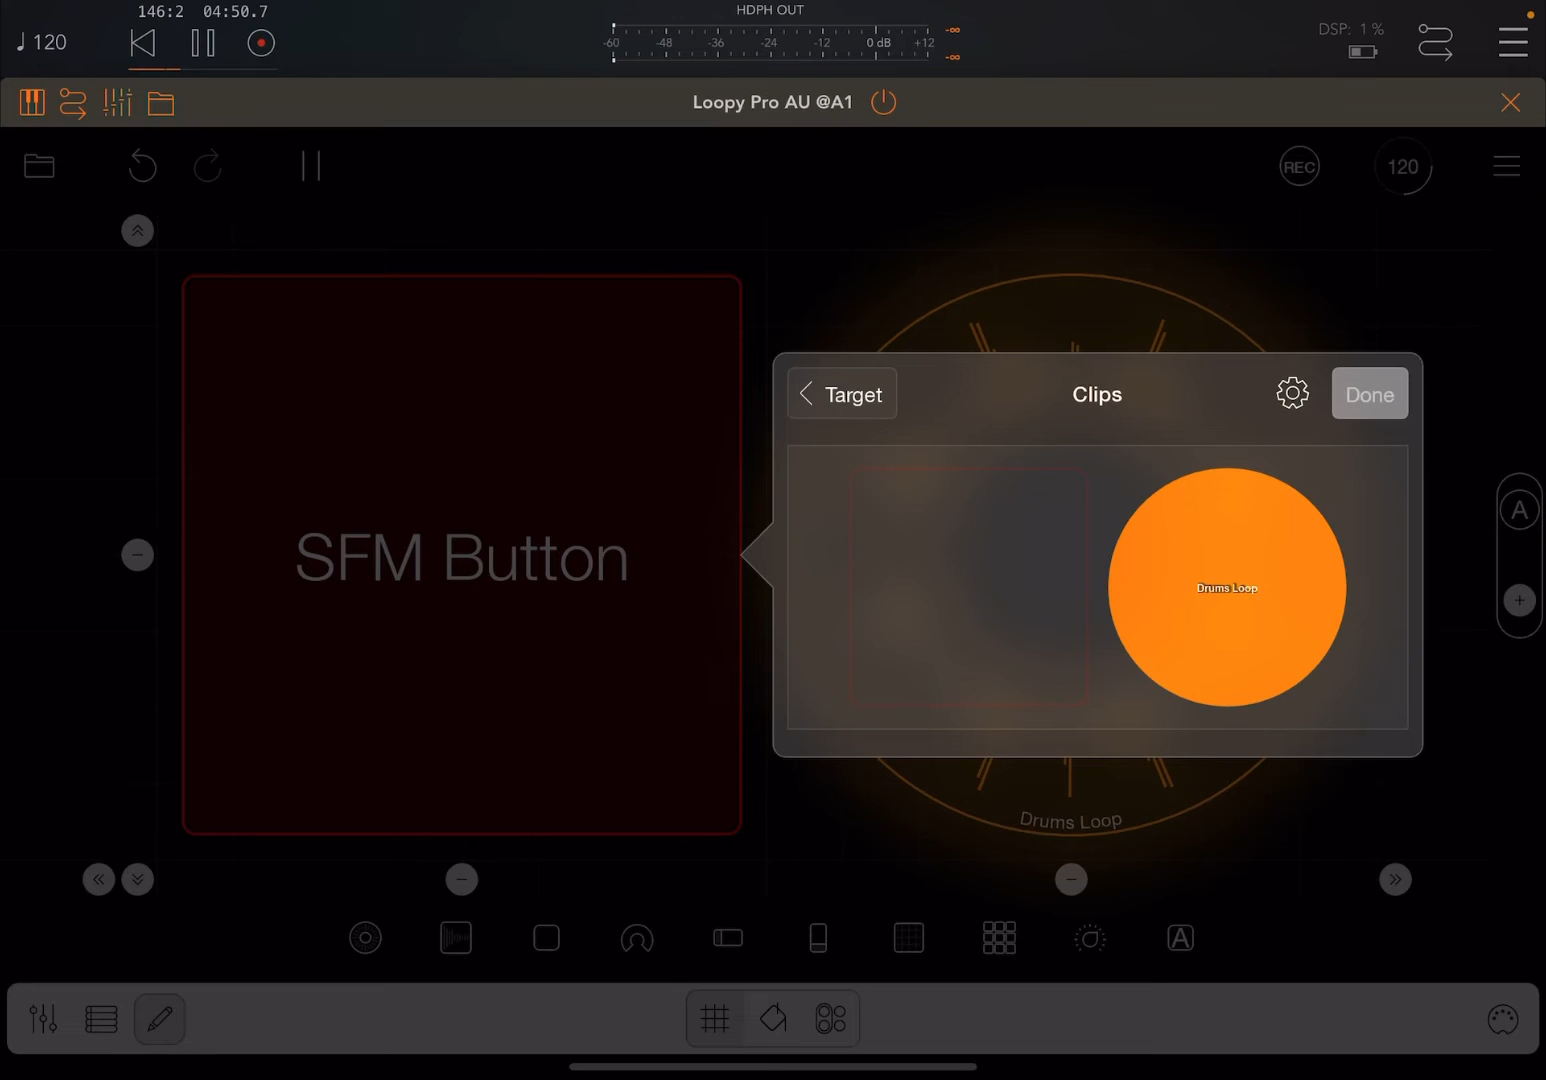 146:2 04:50.7
HDPH OUT
120
-60 -48 -36 -24 -12 0 dB +12
-∞
-∞
DSP: 1 %
Loopy Pro AU @A1
REC
120
Target
Clips
Done
SFM Button
Drums Loop
A
Drums Loop
A